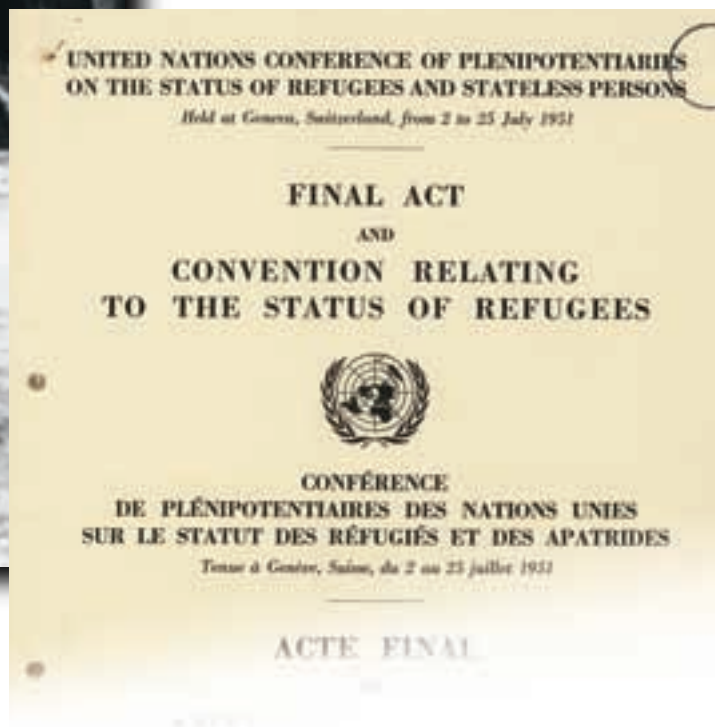 UNITED NATIONS CONFERENCE OF PLENIPOTENTIARIES
ON THE STATUS OF REFUGEES AND STATELESS PERSONS
Held at Geneva, Switzerland, from 2 to 25 July 1951
FINAL ACT
AND
CONVENTION RELATING
TO THE STATUS OF REFUGEES
CONFÉRENCE
DE PLÉNIPOTENTIAIRES DES NATIONS UNIES
SUR LE STATUT DES RÉFUGIÉS ET DES APATRIDES
Tenue à Genève, Suisse, du 2 au 25 juillet 1951
ACTE FINAL